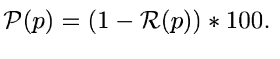 𝒫(p) = (1 − ℛ(p)) ∗ 100.